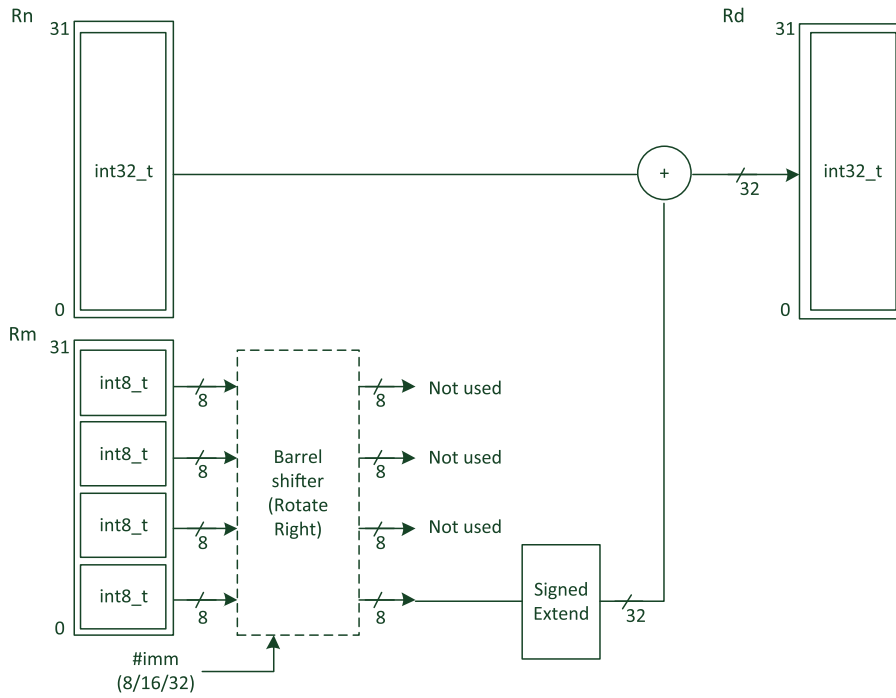 Rn
Rd
31
31
int32_t
+
int32_t
32
0
0
Rm
31
int8_t
8
8
Not used
int8_t
8
8
Not used
Barrel
shifter
(Rotate
Right)
int8_t
8
8
Not used
int8_t
8
8
Signed
Extend
32
0
#imm
(8/16/32)